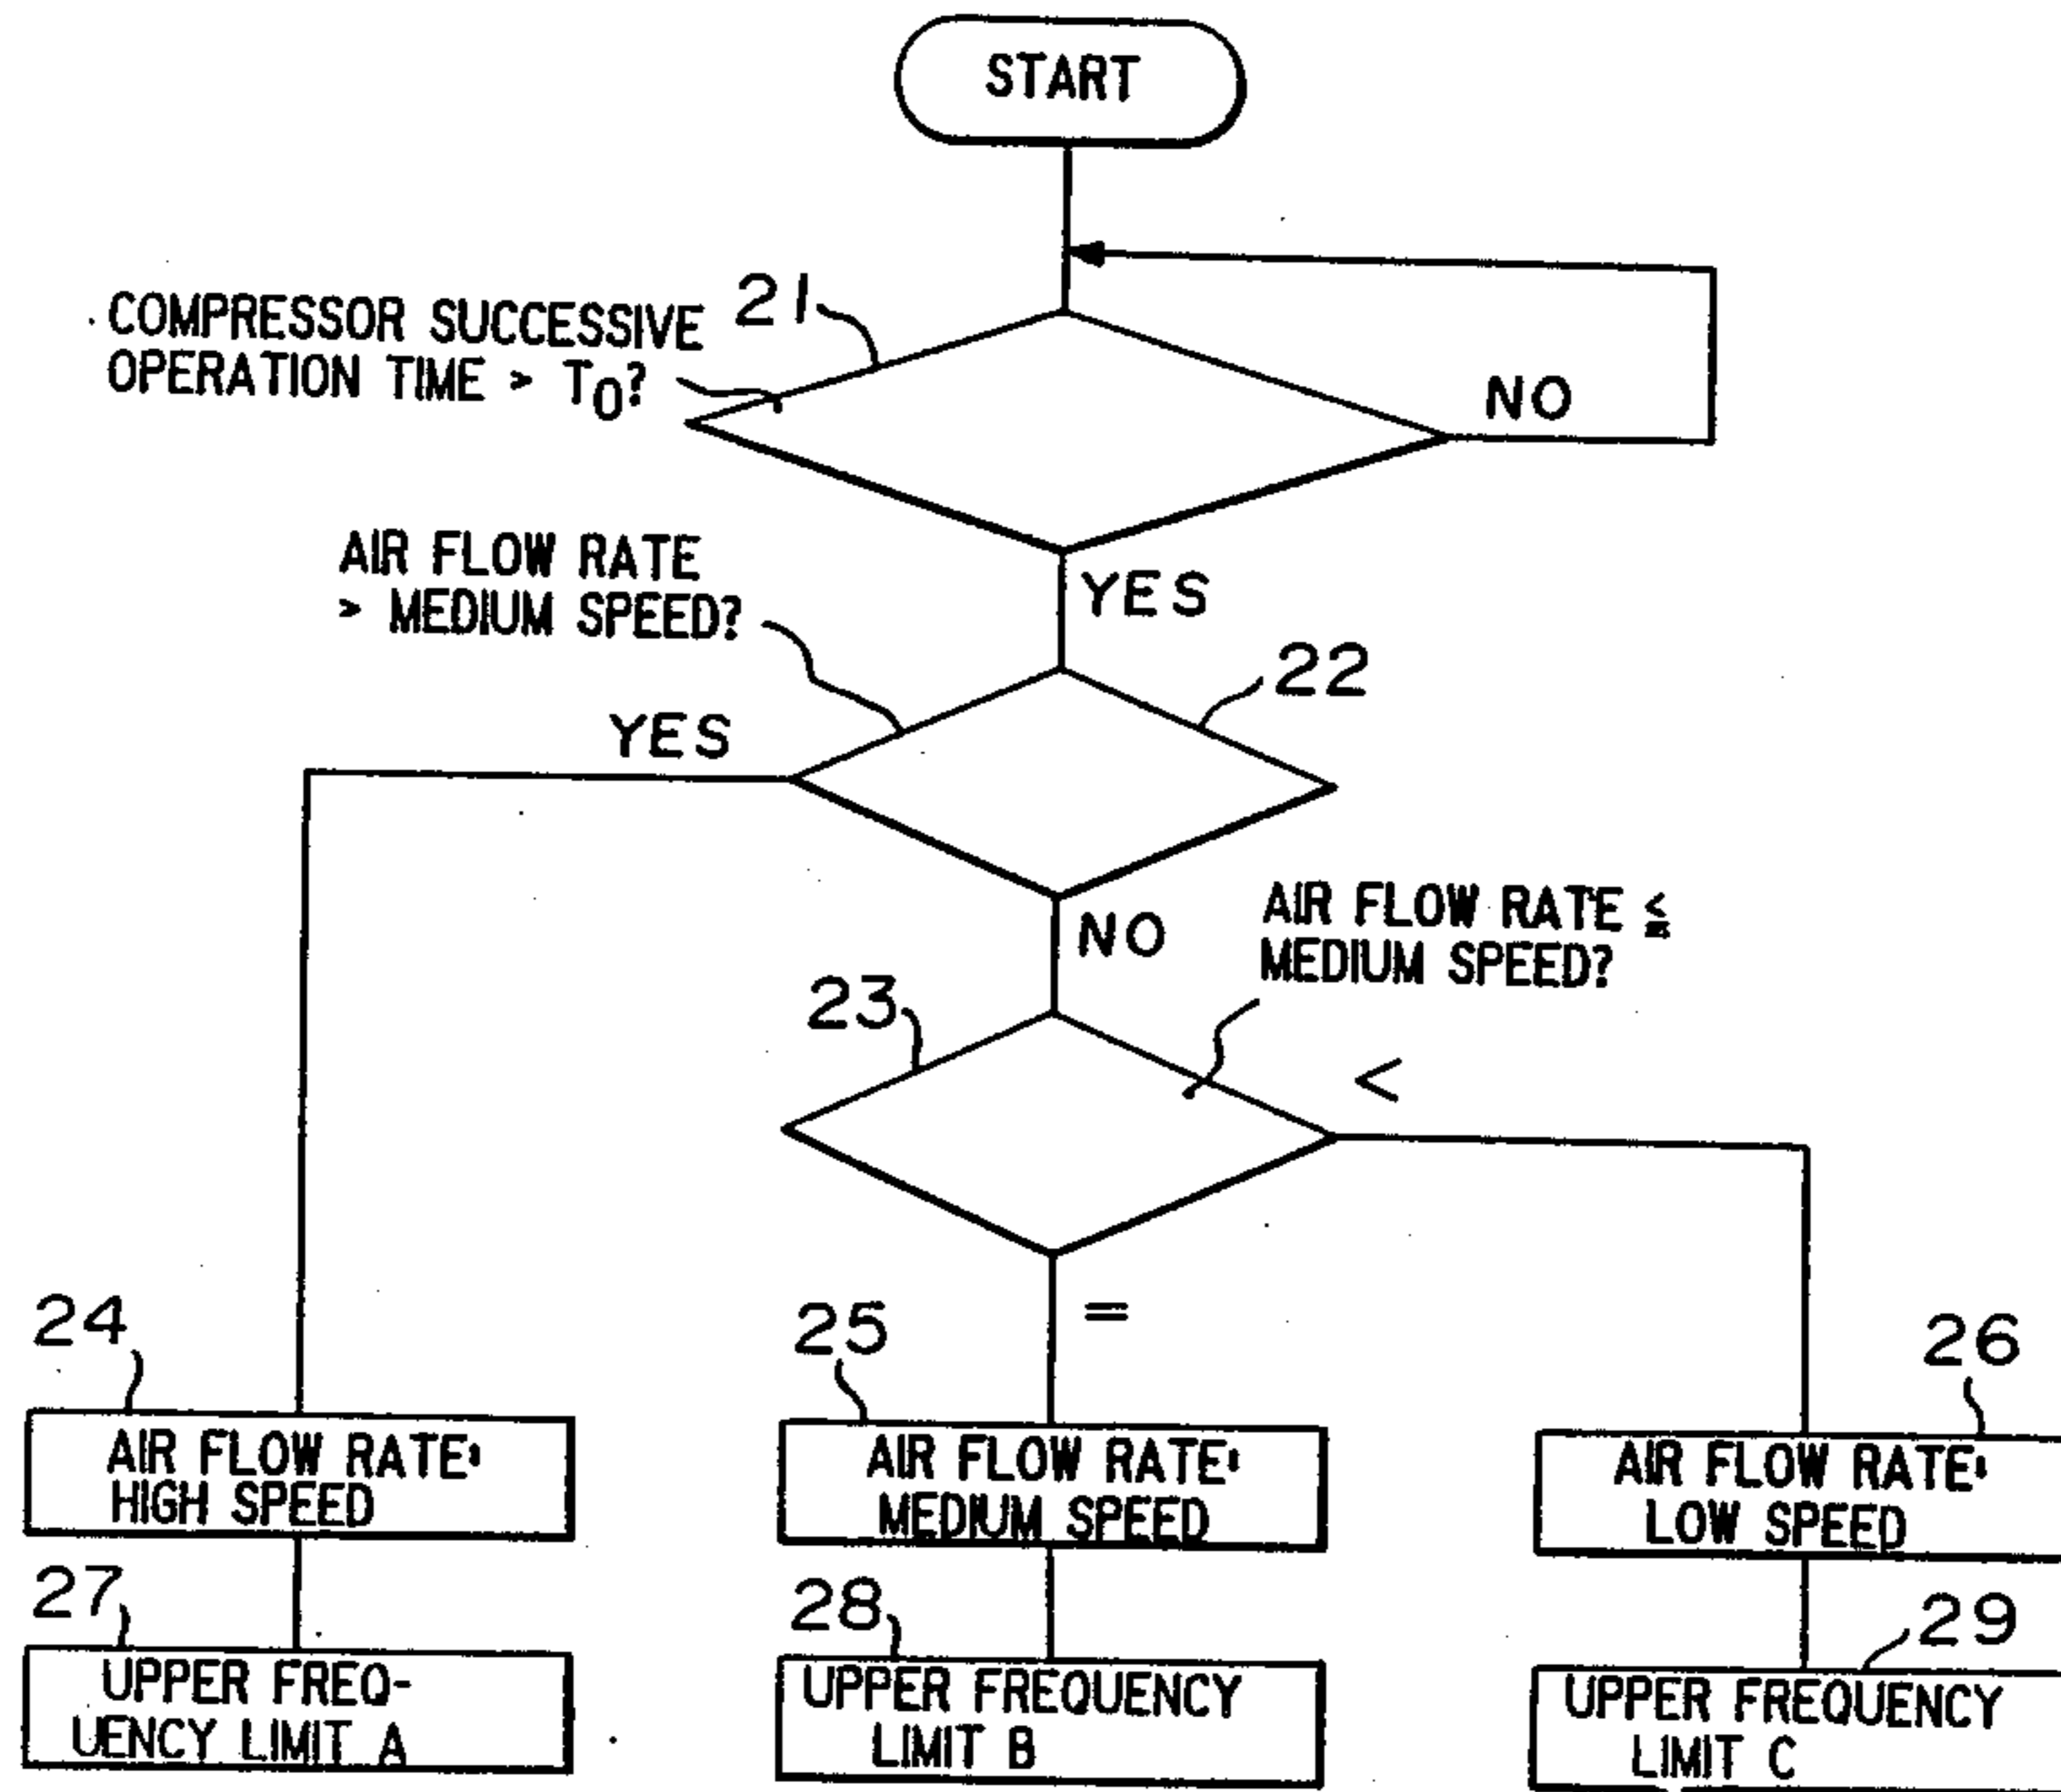 START
COMPRESSOR SUCCESSIVE
OPERATION TIME > T0?
21
NO
YES
AIR FLOW RATE
> MEDIUM SPEED?
22
YES
NO
AIR FLOW RATE ≦
MEDIUM SPEED?
23
<
=
24
AIR FLOW RATE:
HIGH SPEED
25
AIR FLOW RATE:
MEDIUM SPEED
26
AIR FLOW RATE:
LOW SPEED
27
UPPER FREQ-
UENCY LIMIT A
28
UPPER FREQUENCY
LIMIT B
29
UPPER FREQUENCY
LIMIT C